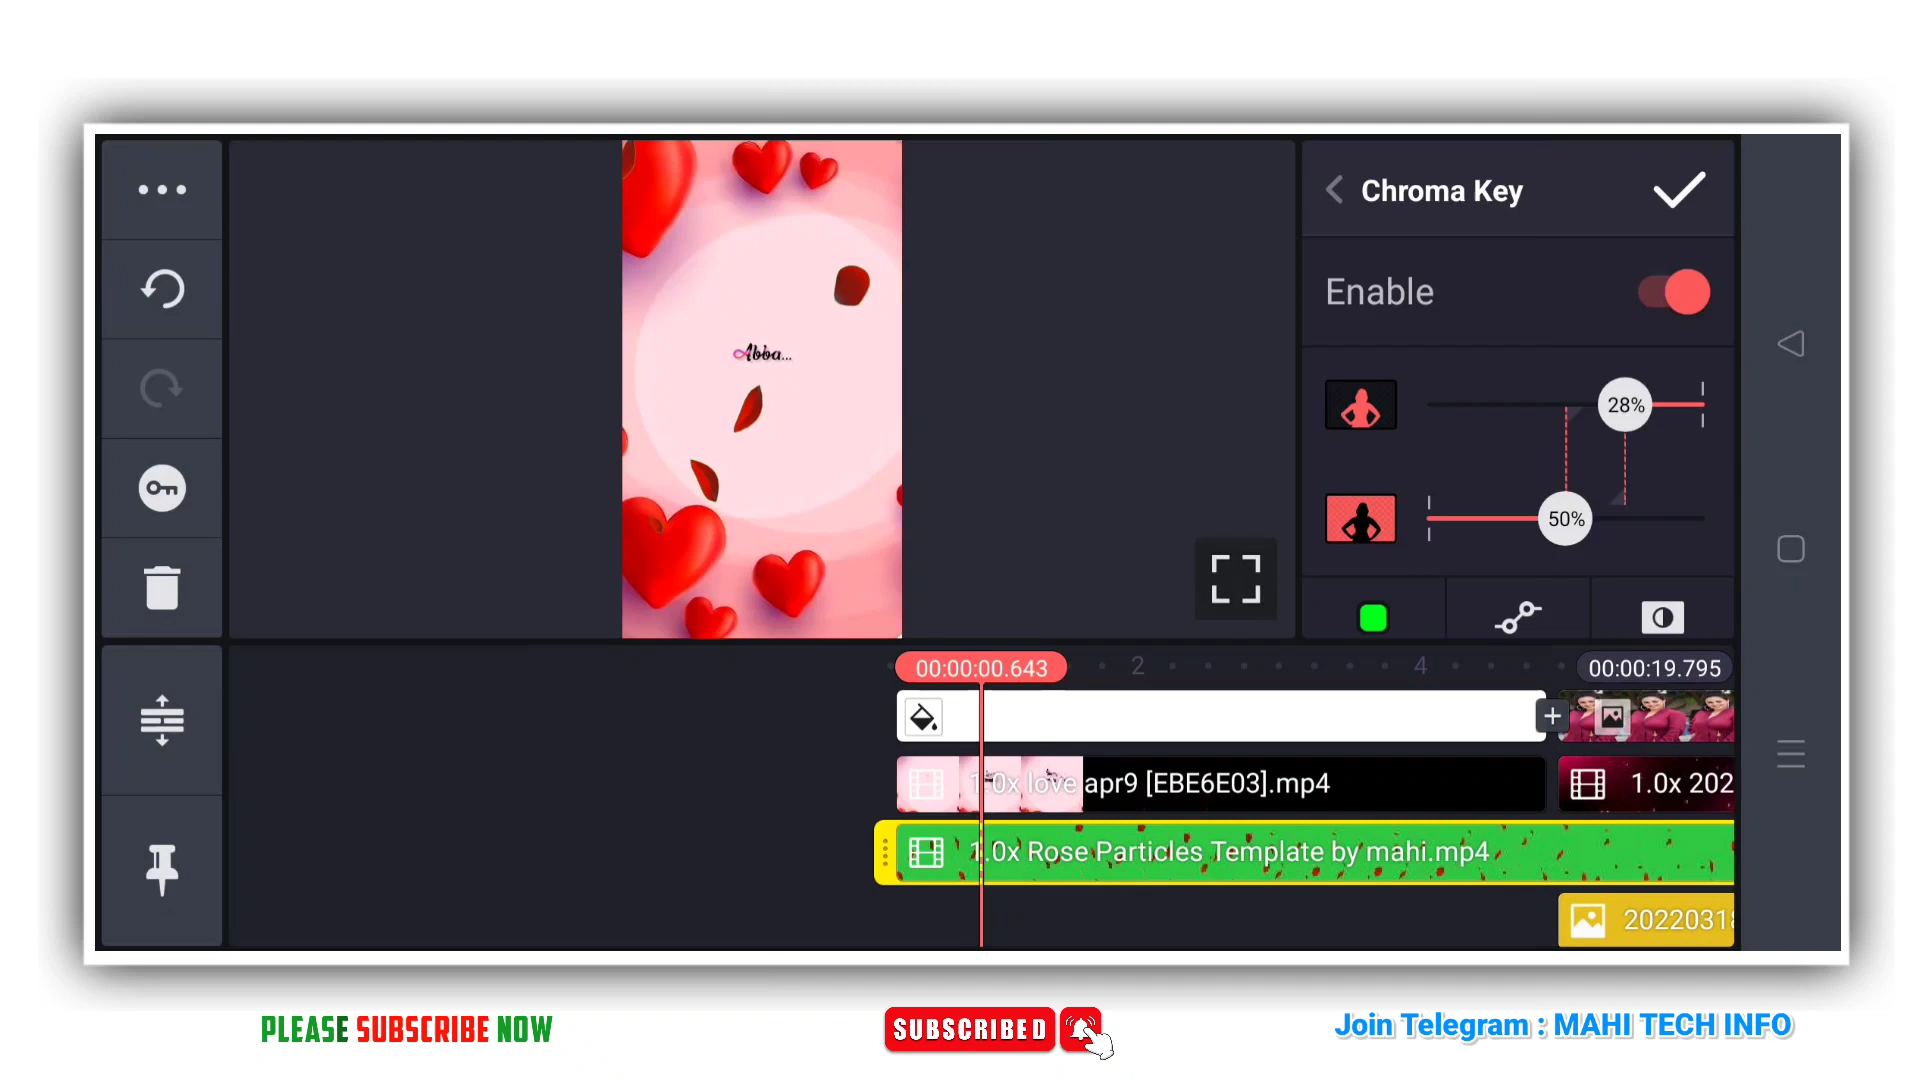 Chroma Key
Enable
Abba...
28%
50%
00:00:00.643
2
4
00:00:19.795
1.0x love apr9 [EBE6E03].mp4
1.0x 202
1.0x Rose Particles Template by mahi.mp4
2022031
PLEASE SUBSCRIBE NOW
SUBSCRIBED
Join Telegram : MAHI TECH INFO